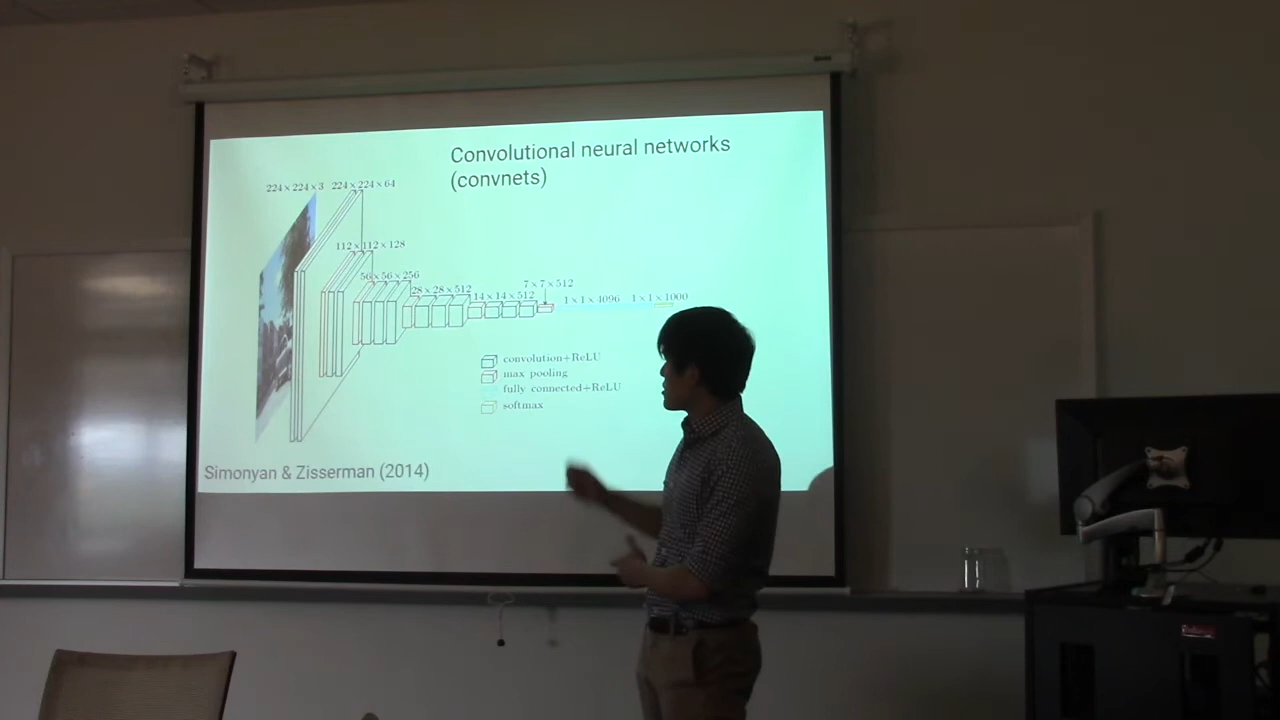 Convolutional neural networks
(convnets)
224×224×3 224×224×64
112×112×128
56×56×256
28×28×512
14×14×512
7×7×512
1×1×4096 1×1×1000
convolution+ReLU
max pooling
fully connected+ReLU
softmax
Simonyan & Zisserman (2014)